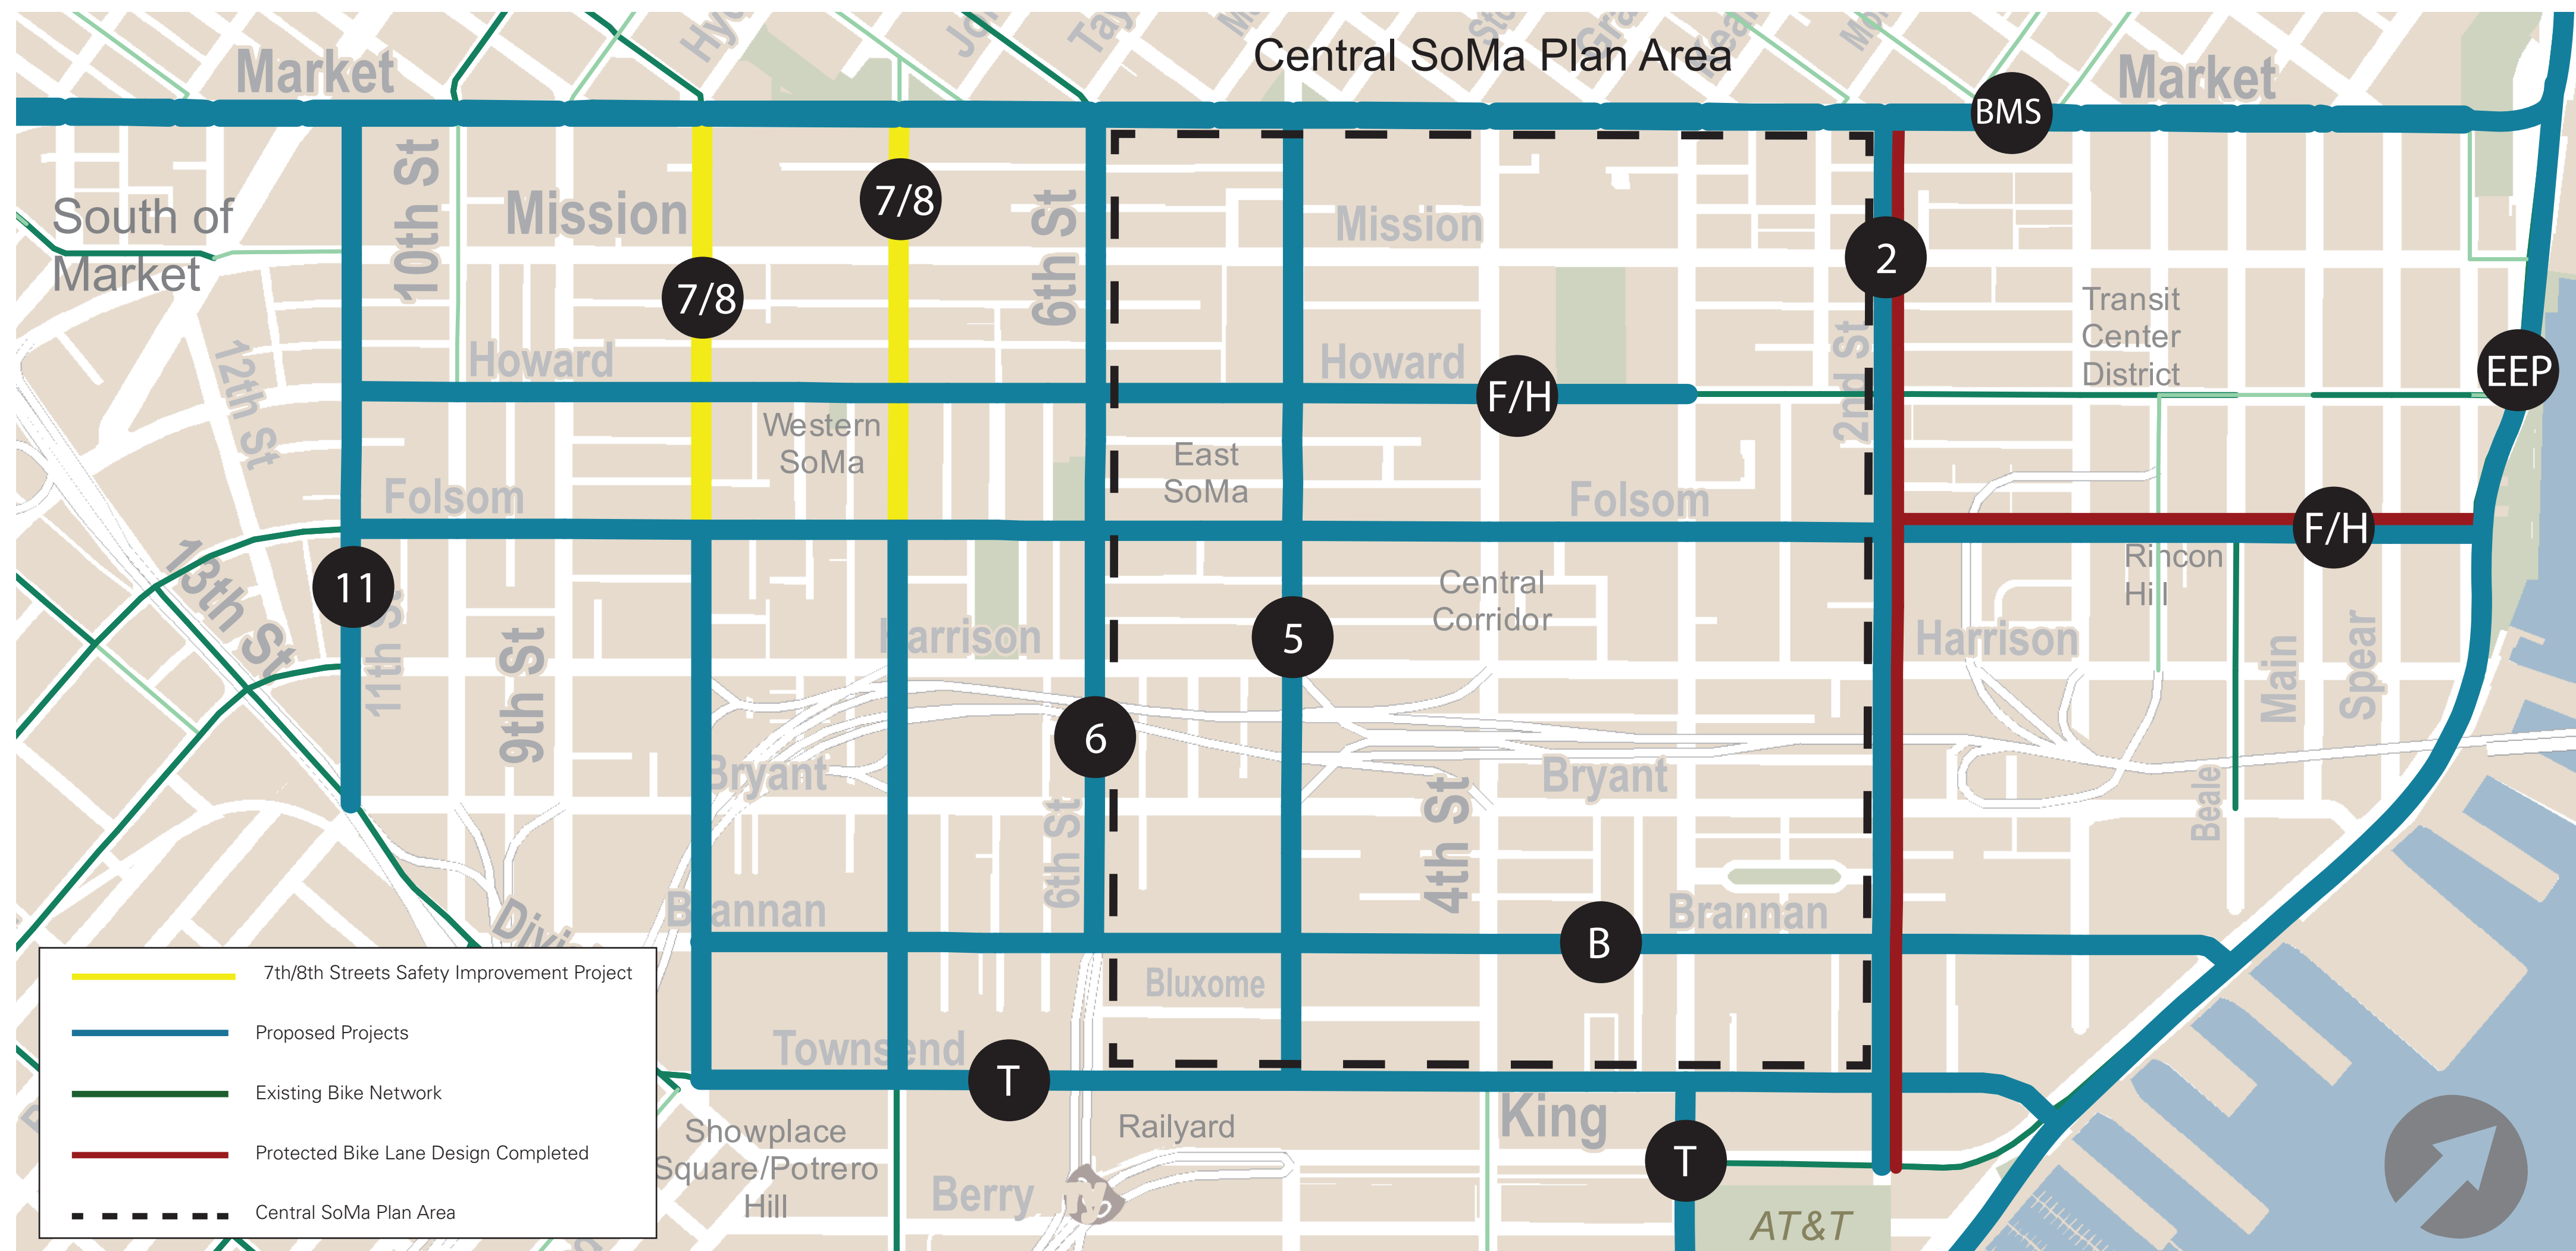 Central SoMa Plan Area
Market
Market
BMS
South of
Market
10th St
Mission
7/8
7/8
6th St
Mission
2
Transit
Center
District
EEP
12th St
Howard
Howard
F/H
2nd St
Western
SoMa
East
SoMa
Folsom
Folsom
F/H
Rincon
Hill
13th St
11
11th St
9th St
Harrison
5
Central
Corridor
Harrison
Main
Spear
6
Bryant
4th St
Bryant
Beale
6th St
Brannan
B
Brannan
Bluxome
Townsend
T
King
Railyard
T
Showplace
Square/Potrero
Hill
Berry
AT&T
7th/8th Streets Safety Improvement Project
Proposed Projects
Existing Bike Network
Protected Bike Lane Design Completed
Central SoMa Plan Area